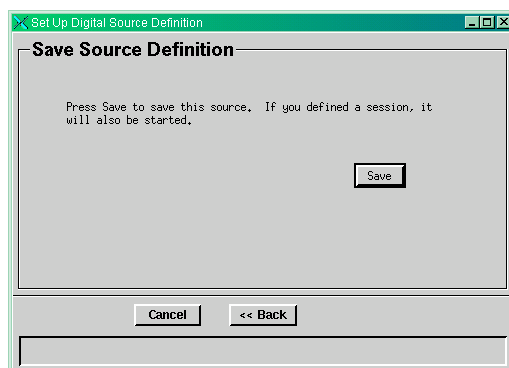 Set Up Digital Source Definition
Save Source Definition
Press Save to save this source.  If you defined a session, it
will also be started.
Save
Cancel
<< Back